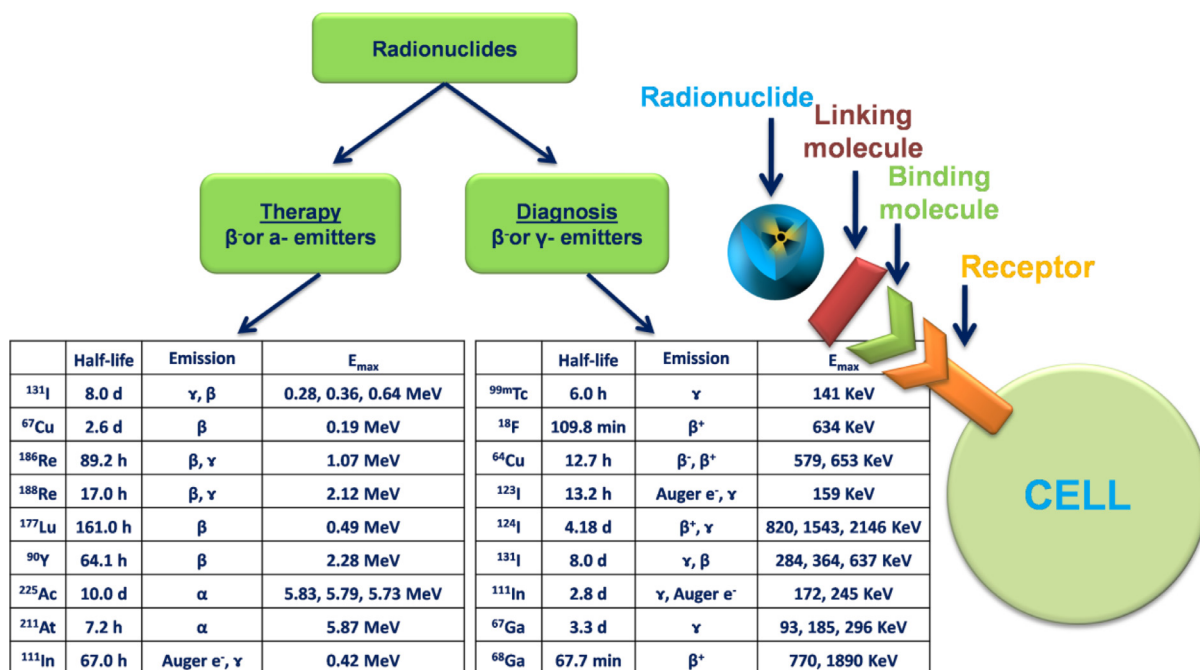 Radionuclides
Therapy
β⁻or a- emitters
Diagnosis
β⁻or γ- emitters
Radionuclide
Linking
molecule
Binding
molecule
Receptor
CELL
Half-life Emission E_max
¹³¹I 8.0 d ɤ, β 0.28, 0.36, 0.64 MeV
⁶⁷Cu 2.6 d β 0.19 MeV
¹⁸⁶Re 89.2 h β, ɤ 1.07 MeV
¹⁸⁸Re 17.0 h β, ɤ 2.12 MeV
¹⁷⁷Lu 161.0 h β 0.49 MeV
⁹⁰Y 64.1 h β 2.28 MeV
²²⁵Ac 10.0 d α 5.83, 5.79, 5.73 MeV
²¹¹At 7.2 h α 5.87 MeV
¹¹¹In 67.0 h Auger e⁻, ɤ 0.42 MeV
Half-life Emission E_max
⁹⁹ᵐTc 6.0 h ɤ 141 KeV
¹⁸F 109.8 min β⁺ 634 KeV
⁶⁴Cu 12.7 h β⁻, β⁺ 579, 653 KeV
¹²³I 13.2 h Auger e⁻, ɤ 159 KeV
¹²⁴I 4.18 d β⁺, ɤ 820, 1543, 2146 KeV
¹³¹I 8.0 d ɤ, β 284, 364, 637 KeV
¹¹¹In 2.8 d ɤ, Auger e⁻ 172, 245 KeV
⁶⁷Ga 3.3 d ɤ 93, 185, 296 KeV
⁶⁸Ga 67.7 min β⁺ 770, 1890 KeV